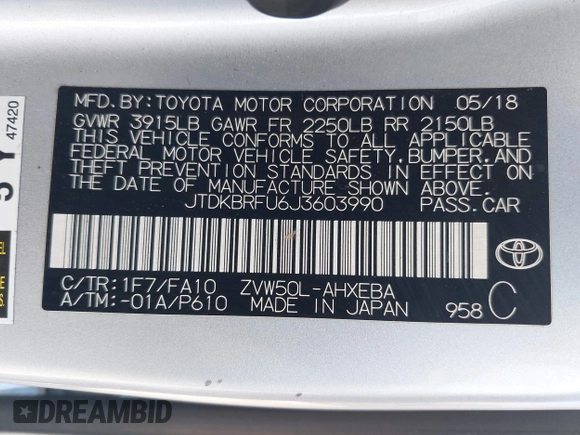 MFD. BY: TOYOTA MOTOR CORPORATION 05/18
GVWR 3915LB GAWR FR 2250LB RR 2150LB
THIS VEHICLE CONFORMS TO ALL APPLICABLE
FEDERAL MOTOR VEHICLE SAFETY, BUMPER, AND
THEFT PREVENTION STANDARDS IN EFFECT ON
THE DATE OF MANUFACTURE SHOWN ABOVE.
JTDKBRFU6J3603990 PASS.CAR
C/TR: 1F7/FA10 ZVW50L-AHXEBA
A/TM: -01A/P610 MADE IN JAPAN 958 C
TOYOTA
47420
DREAMBID